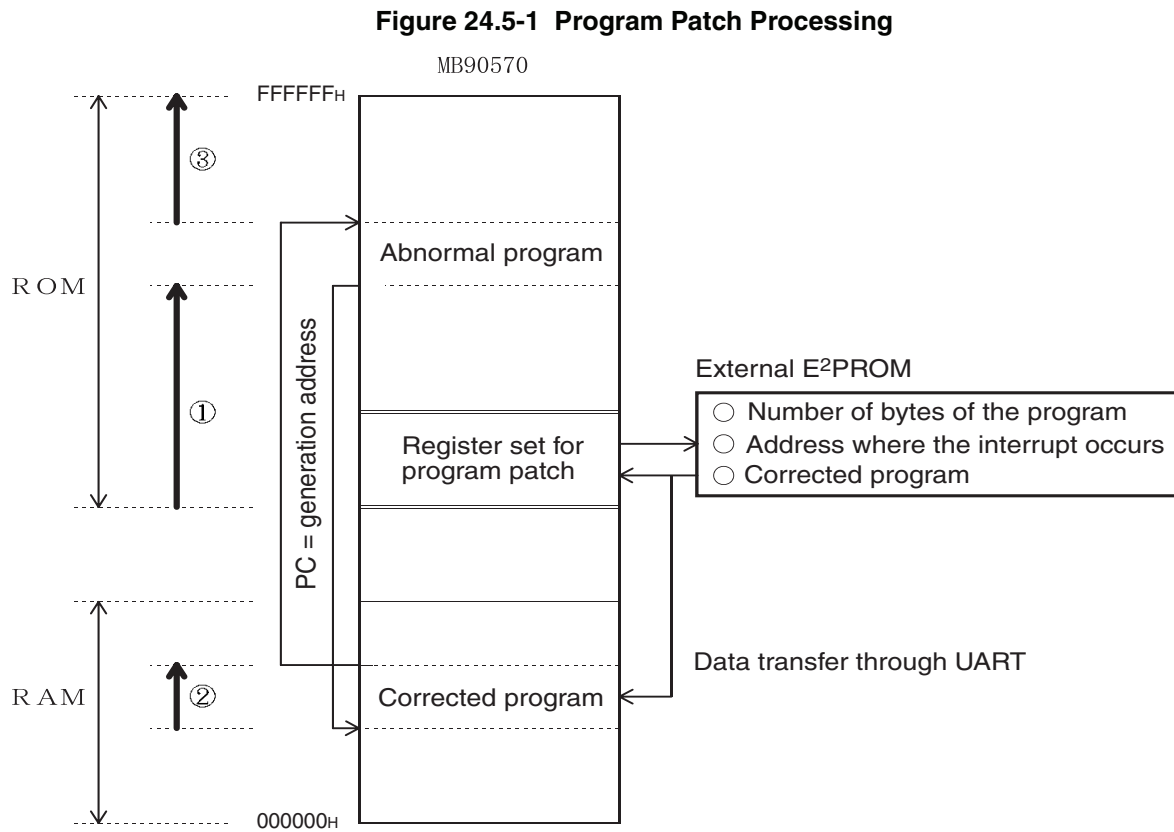 Figure 24.5-1 Program Patch Processing
MB90570
FFFFFFH
③
Abnormal program
ROM
PC = generation address
①
External E2PROM
○ Number of bytes of the program
○ Address where the interrupt occurs
○ Corrected program
Register set for
program patch
Data transfer through UART
RAM
②
Corrected program
000000H